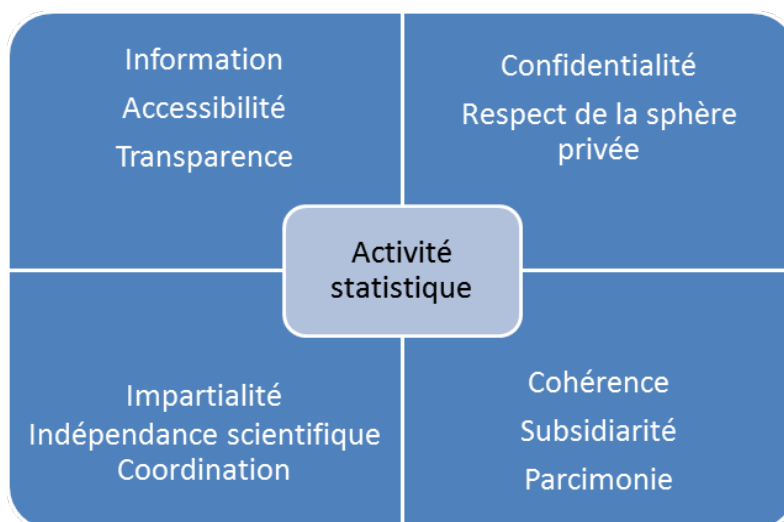 Information
Accessibilité
Transparence
Confidentialité
Respect de la sphère
privée
Activité
statistique
Impartialité
Indépendance scientifique
Coordination
Cohérence
Subsidiarité
Parcimonie